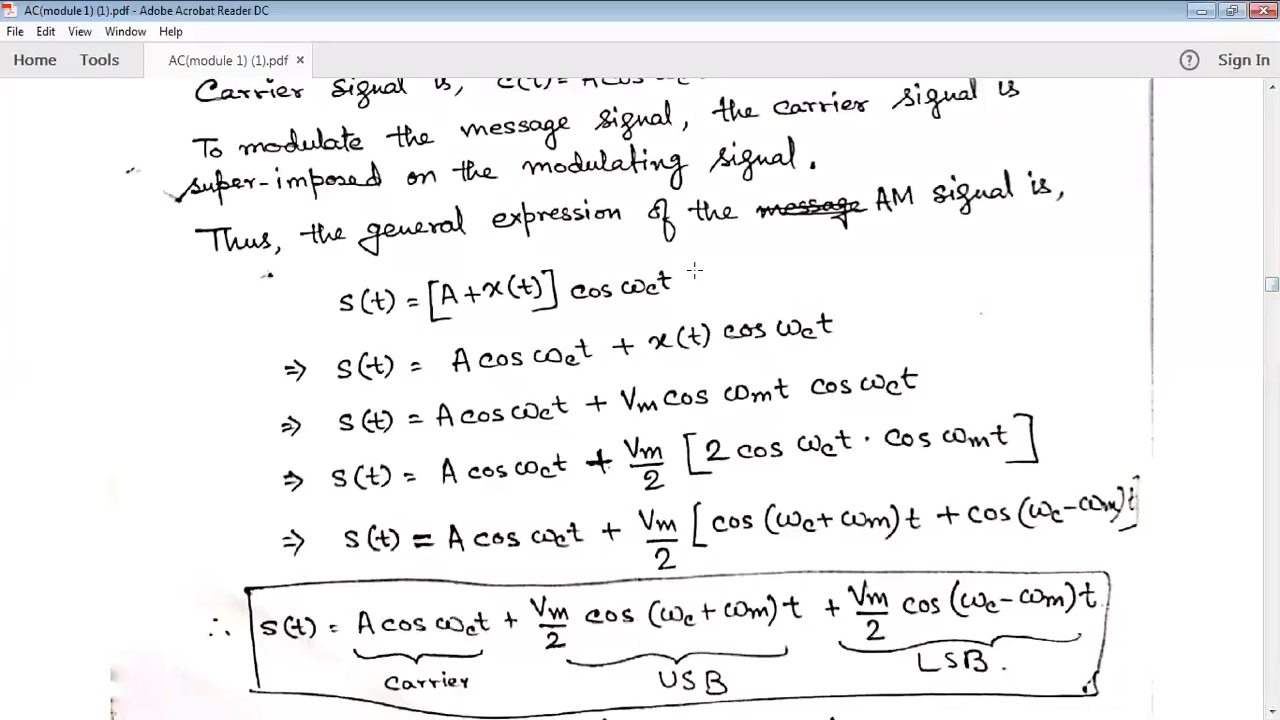 AC(module 1) (1).pdf - Adobe Acrobat Reader DC
File Edit View Window Help
Home Tools AC(module 1) (1).pdf × ? Sign In
Carrier signal is, C(t) = A cos ωc
To modulate the message signal, the carrier signal is
super-imposed on the modulating signal.
Thus, the general expression of the message AM signal is,
s(t) = [A + x(t)] cos ωct
⇒ s(t) = A cos ωct + x(t) cos ωct
⇒ s(t) = A cos ωct + Vm cos ωmt cos ωct
⇒ s(t) = A cos ωct + Vm/2 [2 cos ωct · cos ωmt]
⇒ s(t) = A cos ωct + Vm/2 [cos (ωc+ωm)t + cos (ωc-ωm)t]
∴ s(t) = A cos ωct + Vm/2 cos (ωc+ωm)t + Vm/2 cos (ωc-ωm)t
Carrier USB LSB.